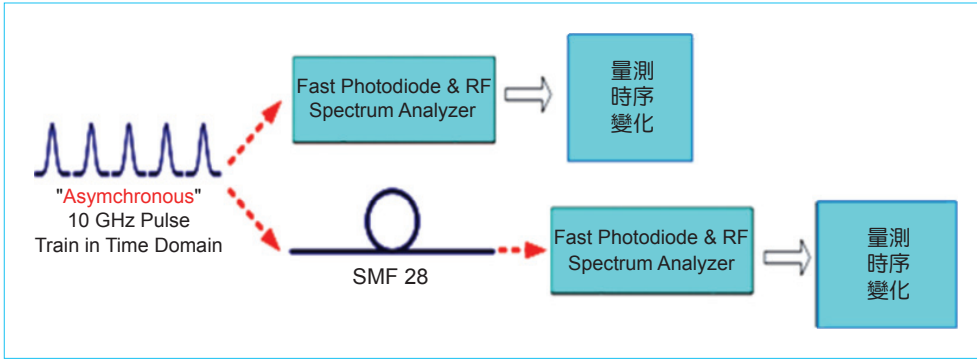 Fast Photodiode & RF
Spectrum Analyzer
量測
時序
變化
"Asymchronous"
10 GHz Pulse
Train in Time Domain
SMF 28
Fast Photodiode & RF
Spectrum Analyzer
量測
時序
變化